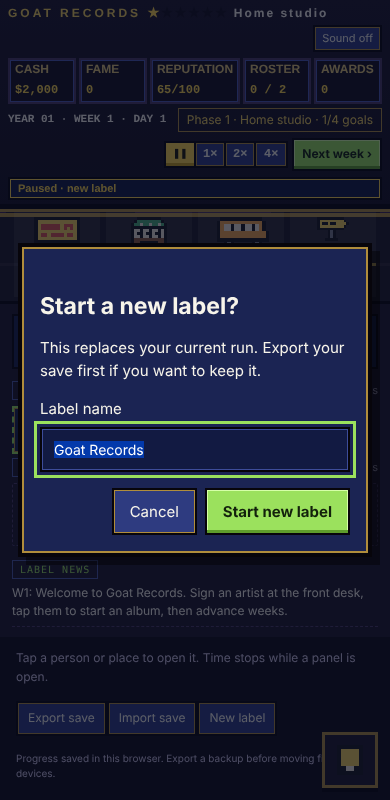 GOAT RECORDS ★ Home studio
Sound off
CASH FAME REPUTATION ROSTER AWARDS
$2,000 0 65/100 0 / 2 0
YEAR 01 · WEEK 1 · DAY 1 Phase 1 · Home studio · 1/4 goals
1× 2× 4× Next week ›
Paused · new label
Start a new label?
This replaces your current run. Export your
save first if you want to keep it.
Label name
Goat Records
Cancel Start new label
LABEL NEWS
W1: Welcome to Goat Records. Sign an artist at the front desk,
tap them to start an album, then advance weeks.
Tap a person or place to open it. Time stops while a panel is
open.
Export save Import save New label
Progress saved in this browser. Export a backup before moving
devices.